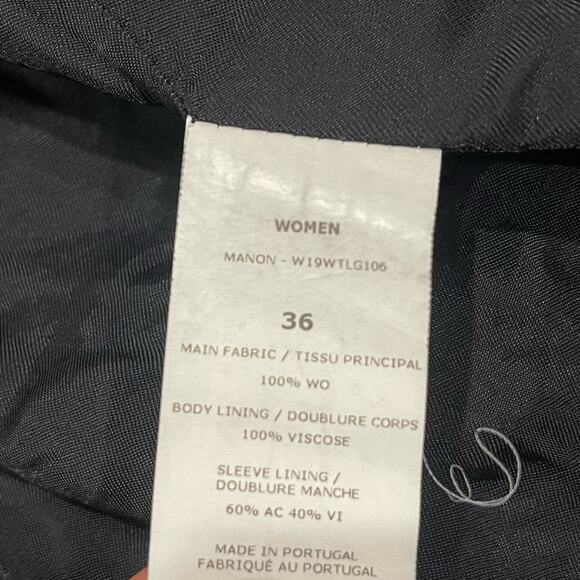 WOMEN
MANON - W19WTLG106
36
MAIN FABRIC / TISSU PRINCIPAL
100% WO
BODY LINING / DOUBLURE CORPS
100% VISCOSE
SLEEVE LINING /
DOUBLURE MANCHE
60% AC 40% VI
MADE IN PORTUGAL
FABRIQUÉ AU PORTUGAL